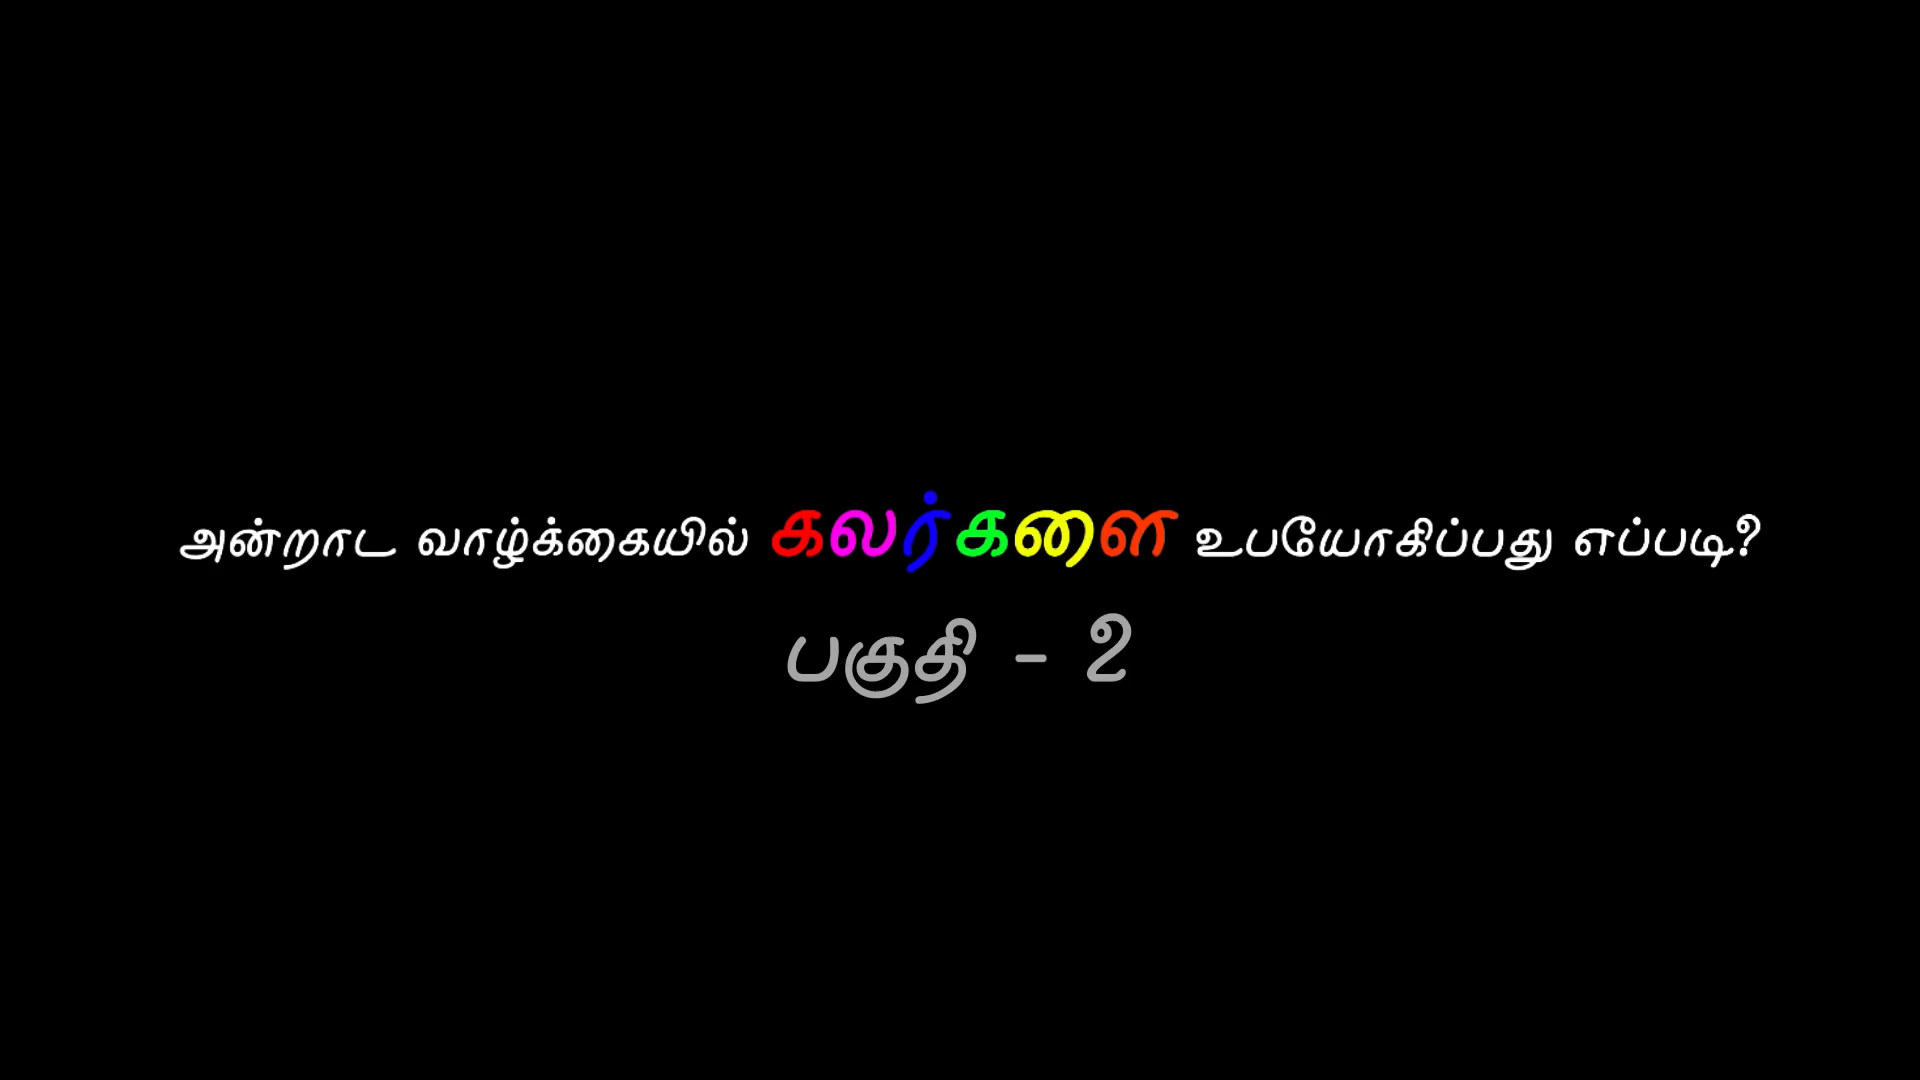 அன்றாட வாழ்க்கையில் கலர்களை உபயோகிப்பது எப்படி?
பகுதி - 2